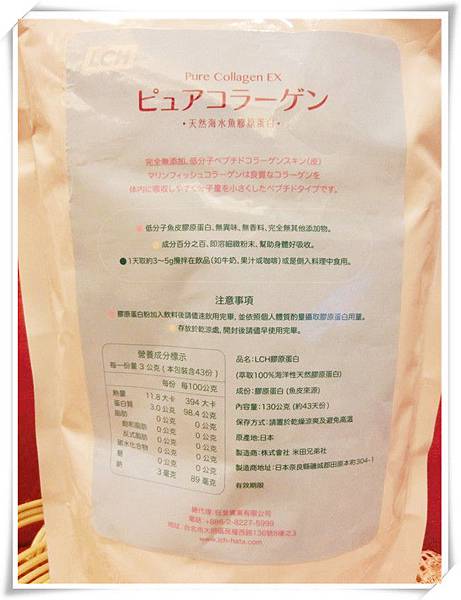 LCH
Pure Collagen EX
ピュアコラーゲン
•天然海水魚膠原蛋白•
完全無添加、低分子ペプチドコラーゲンスキン(皮)
マリンフィッシュコラーゲンは良質なコラーゲンを
体内に吸収しやすく分子量を小さくしたペプチドタイプです。
低分子魚皮膠原蛋白、無異味、無香料、完全無其他添加物。
成分百分之百、即溶細緻粉末、幫助身體好吸收。
●1天取約3~5g攪拌在飲品(如牛奶、果汁或咖啡)或是倒入料理中食用。
注意事項
膠原蛋白粉加入飲料後請儘速飲用完畢, 並依照個人體質酌量攝取膠原蛋白用量。
存放於乾涼處, 開封後請儘早使用完畢。
營養成分標示
每一份量 3 公克 ( 本包裝含43份 )
每份 每100公克
熱量 11.8 大卡 394 大卡
蛋白質 3.0 公克 98.4 公克
脂肪 0 公克 0 公克
飽和脂肪 0 公克 0 公克
反式脂肪 0 公克 0 公克
碳水化合物 0 公克 0 公克
糖 0 公克 0 公克
鈉 3 毫克 89 毫克
品名:LCH膠原蛋白
(萃取100%海洋性天然膠原蛋白)
成份:膠原蛋白 (魚皮來源)
內容量:130公克 (約43天份)
保存方式:請置於乾燥涼爽及避免高溫
原產地:日本
製造商:株式會社 米田兄弟社
製造商地址:日本奈良縣磯城郡田原本町304-1
有效期限
電話:+886-2-8227-5999
www.lch-hata.com